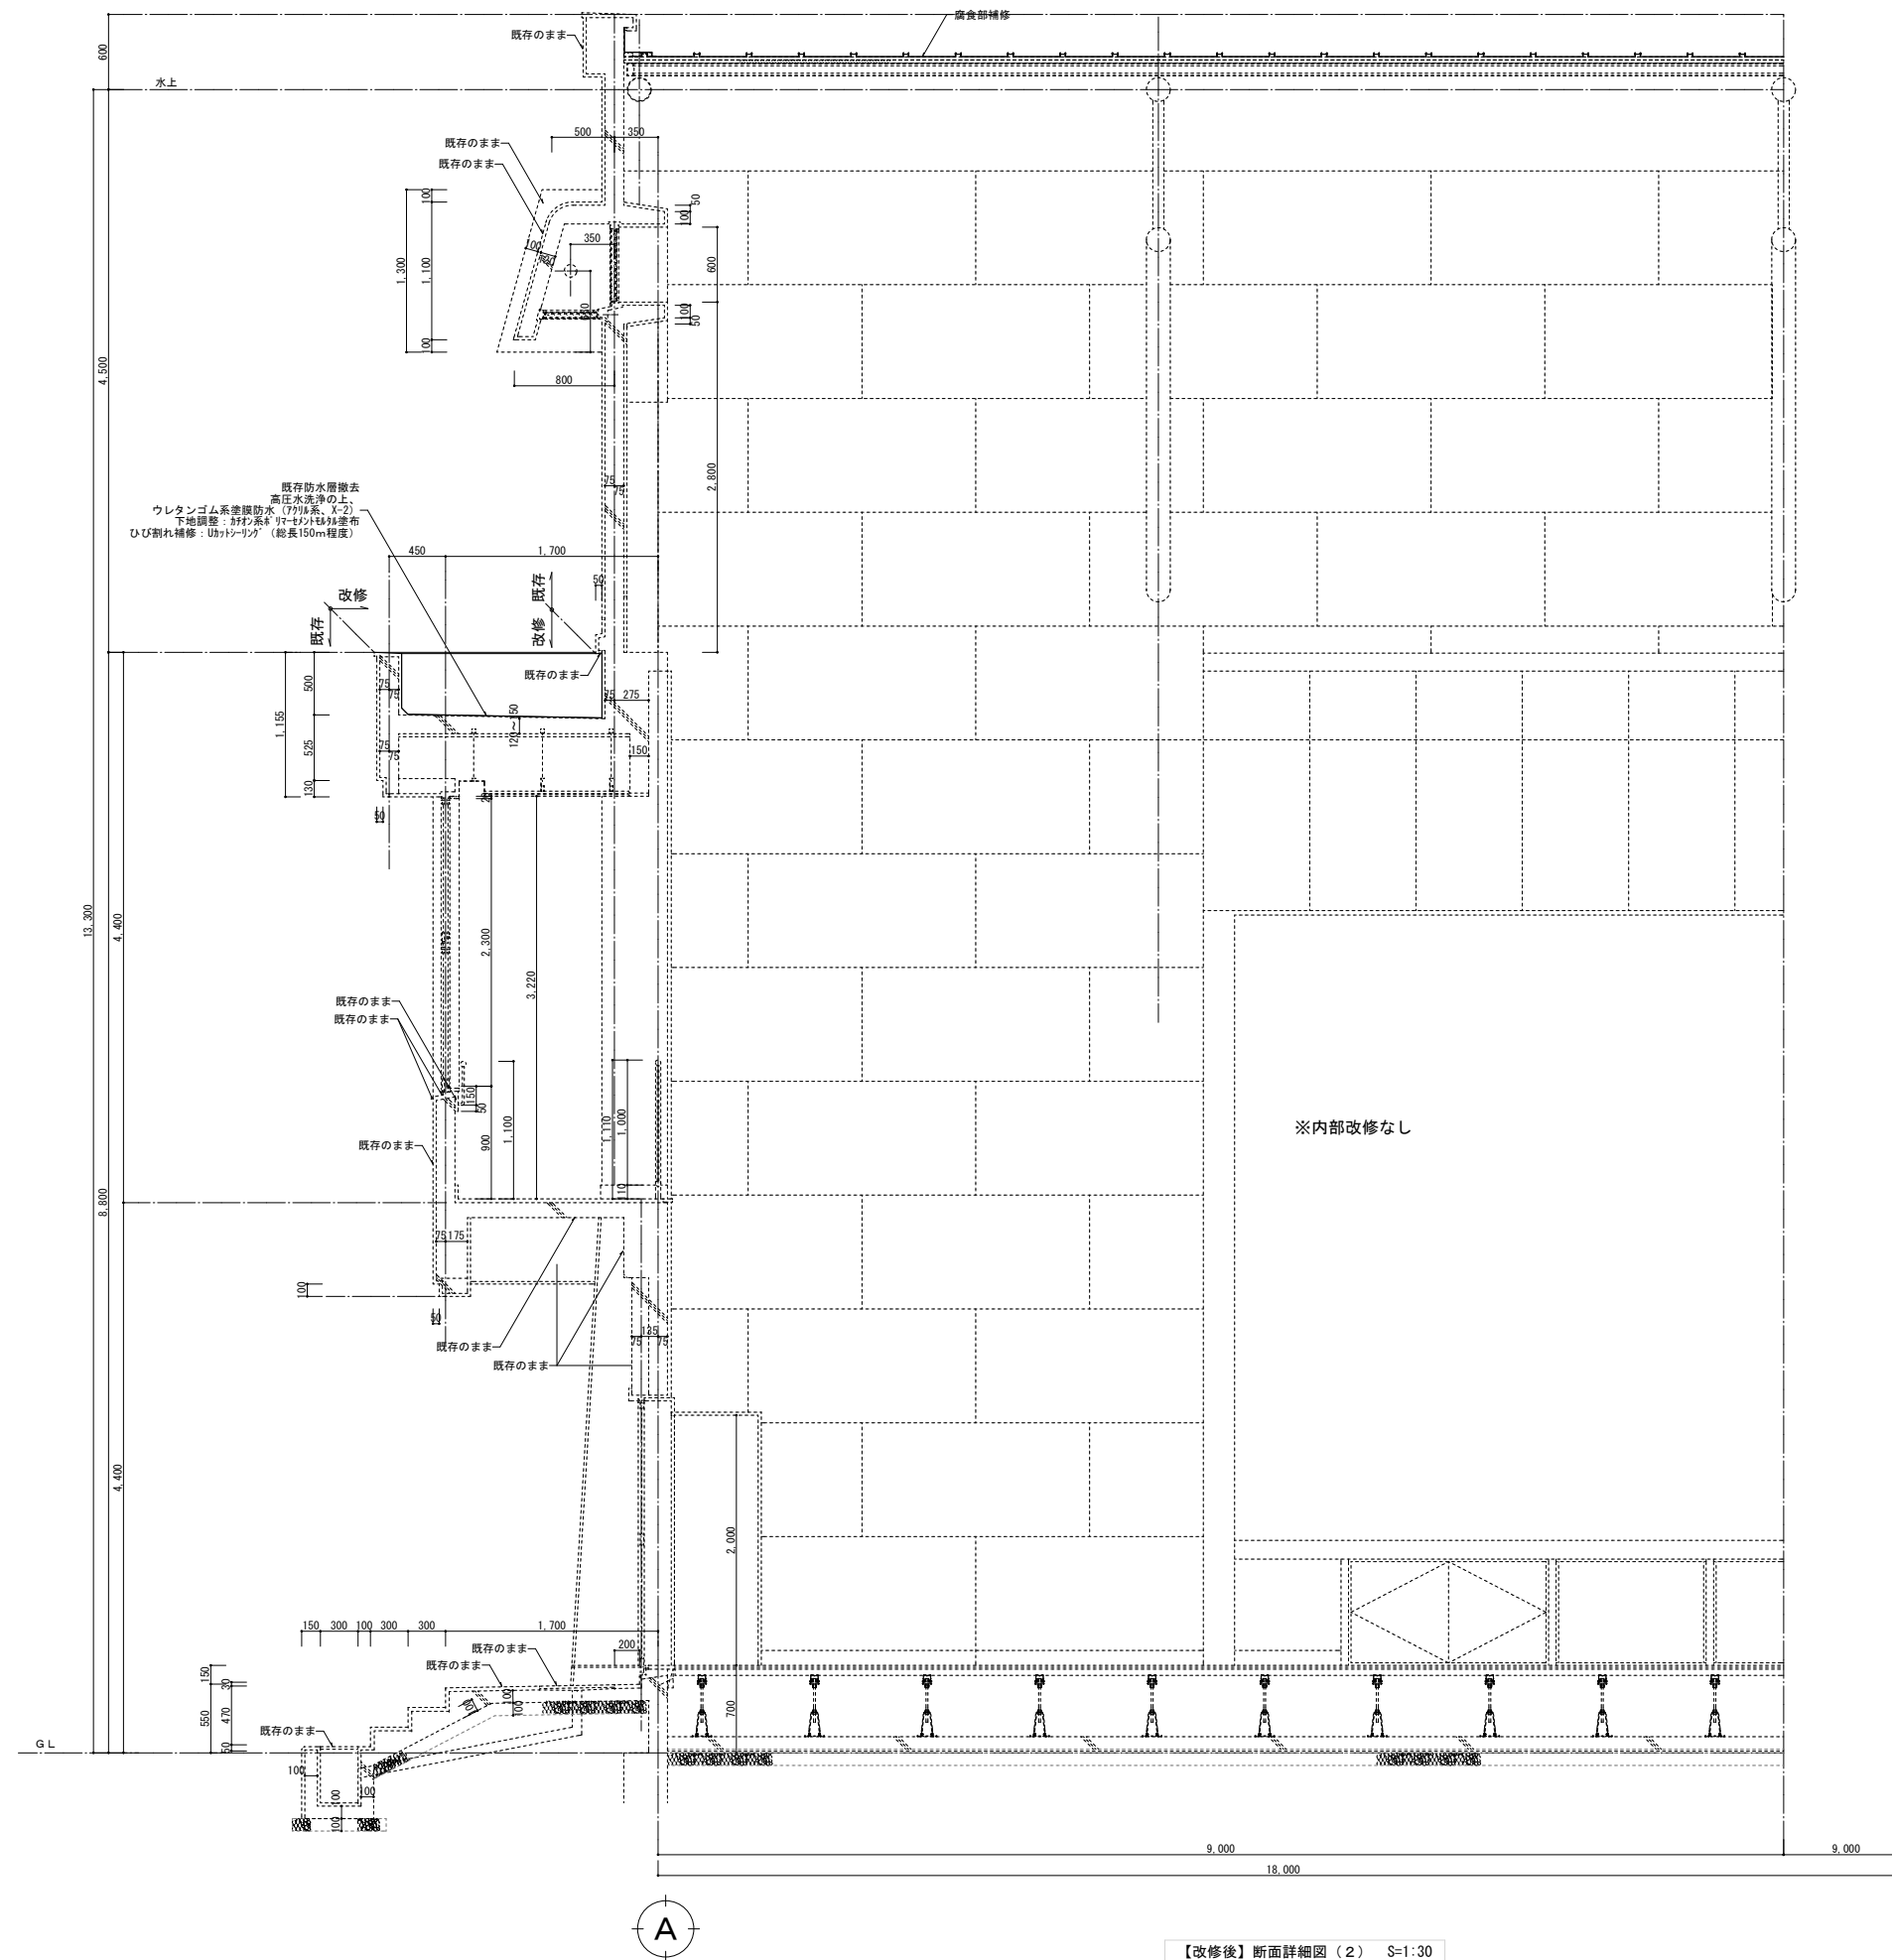 腐食部補修
既存のまま
600
水上
500
350
既存のまま
既存のまま
100
50
100
350
100
1,300
1,100
600
100
50
100
4,500
800
2,800
75
75
既存防水層撤去
高圧水洗浄の上、
ウレタンゴム系塗膜防水（ｱｸﾘﾙ系、X-2）
下地調整：ｶﾁｵﾝ系ﾎﾟﾘﾏｰｾﾒﾝﾄﾓﾙﾀﾙ塗布
ひび割れ補修：Uｶｯﾄｼｰﾘﾝｸﾞ（総長150m程度）
450
1,700
50
改修
既存
既存
改修
既存のまま
75
75
500
75
275
1,155
120～150
525
75
75
150
130
50
13,300
4,400
2,300
3,220
既存のまま
既存のまま
150
50
1,100
1,110
1,000
900
既存のまま
※内部改修なし
110
8,800
75
175
100
50
135
75
75
既存のまま
既存のまま
4,400
2,000
150
300
100
300
300
1,700
200
既存のまま
既存のまま
150
30
550
470
50
100
100
700
既存のまま
ＧＬ
100
100
100
100
9,000
9,000
18,000
A
【改修後】断面詳細図（２）　S=1:30